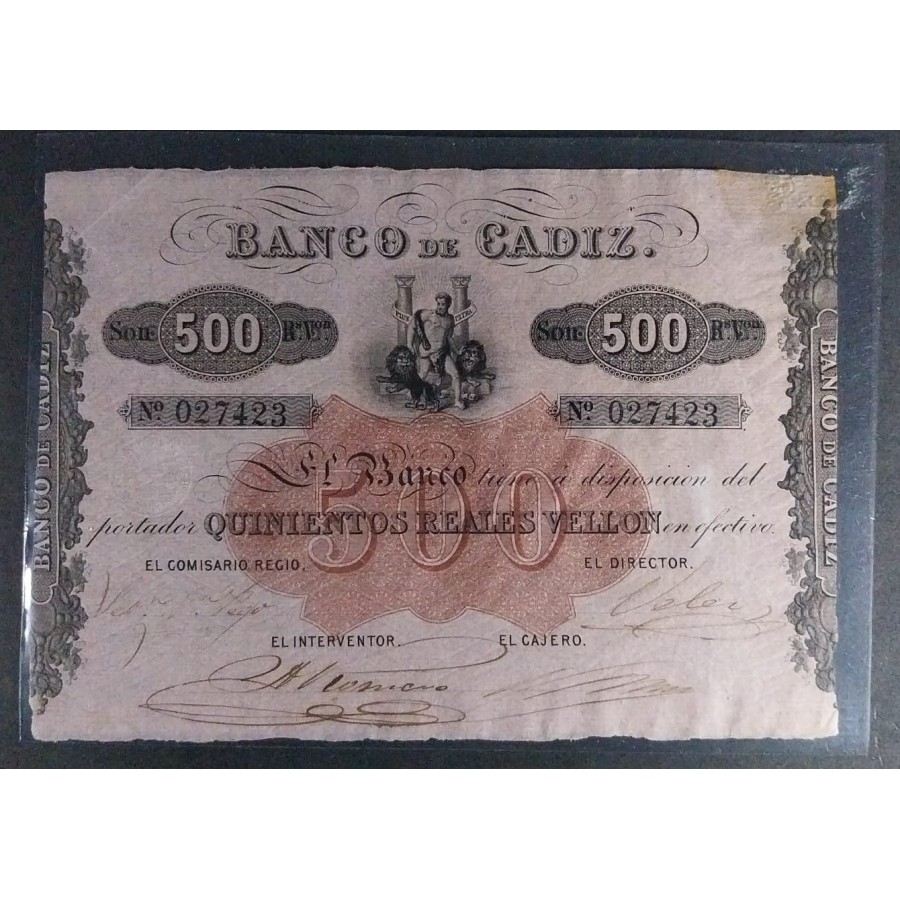 BANCO DE CADIZ.
PLUS ULTRA
Son 500 Rs. Von
Son 500 Rs. Von
No 027423
No 027423
500
El Banco tiene á disposicion del
portador QUINIENTOS REALES VELLON en efectivo.
EL COMISARIO REGIO.
EL DIRECTOR.
EL INTERVENTOR.
EL CAJERO.
BANCO DE CADIZ
BANCO DE CADIZ